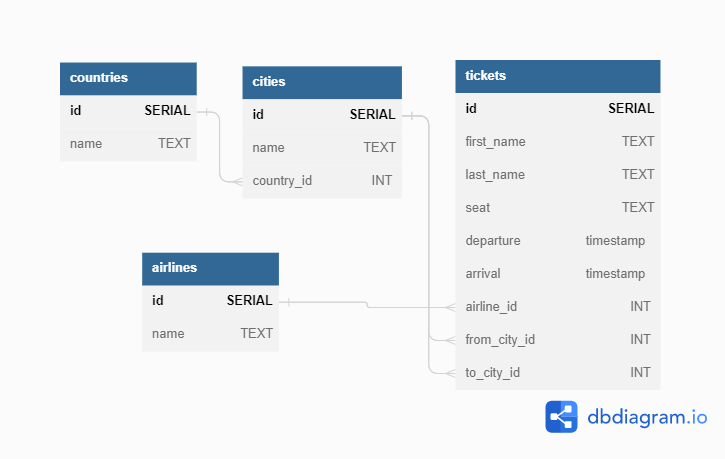 countries
id SERIAL
name TEXT
cities
id SERIAL
name TEXT
country_id INT
tickets
id SERIAL
first_name TEXT
last_name TEXT
seat TEXT
departure timestamp
arrival timestamp
airline_id INT
from_city_id INT
to_city_id INT
airlines
id SERIAL
name TEXT
dbdiagram.io